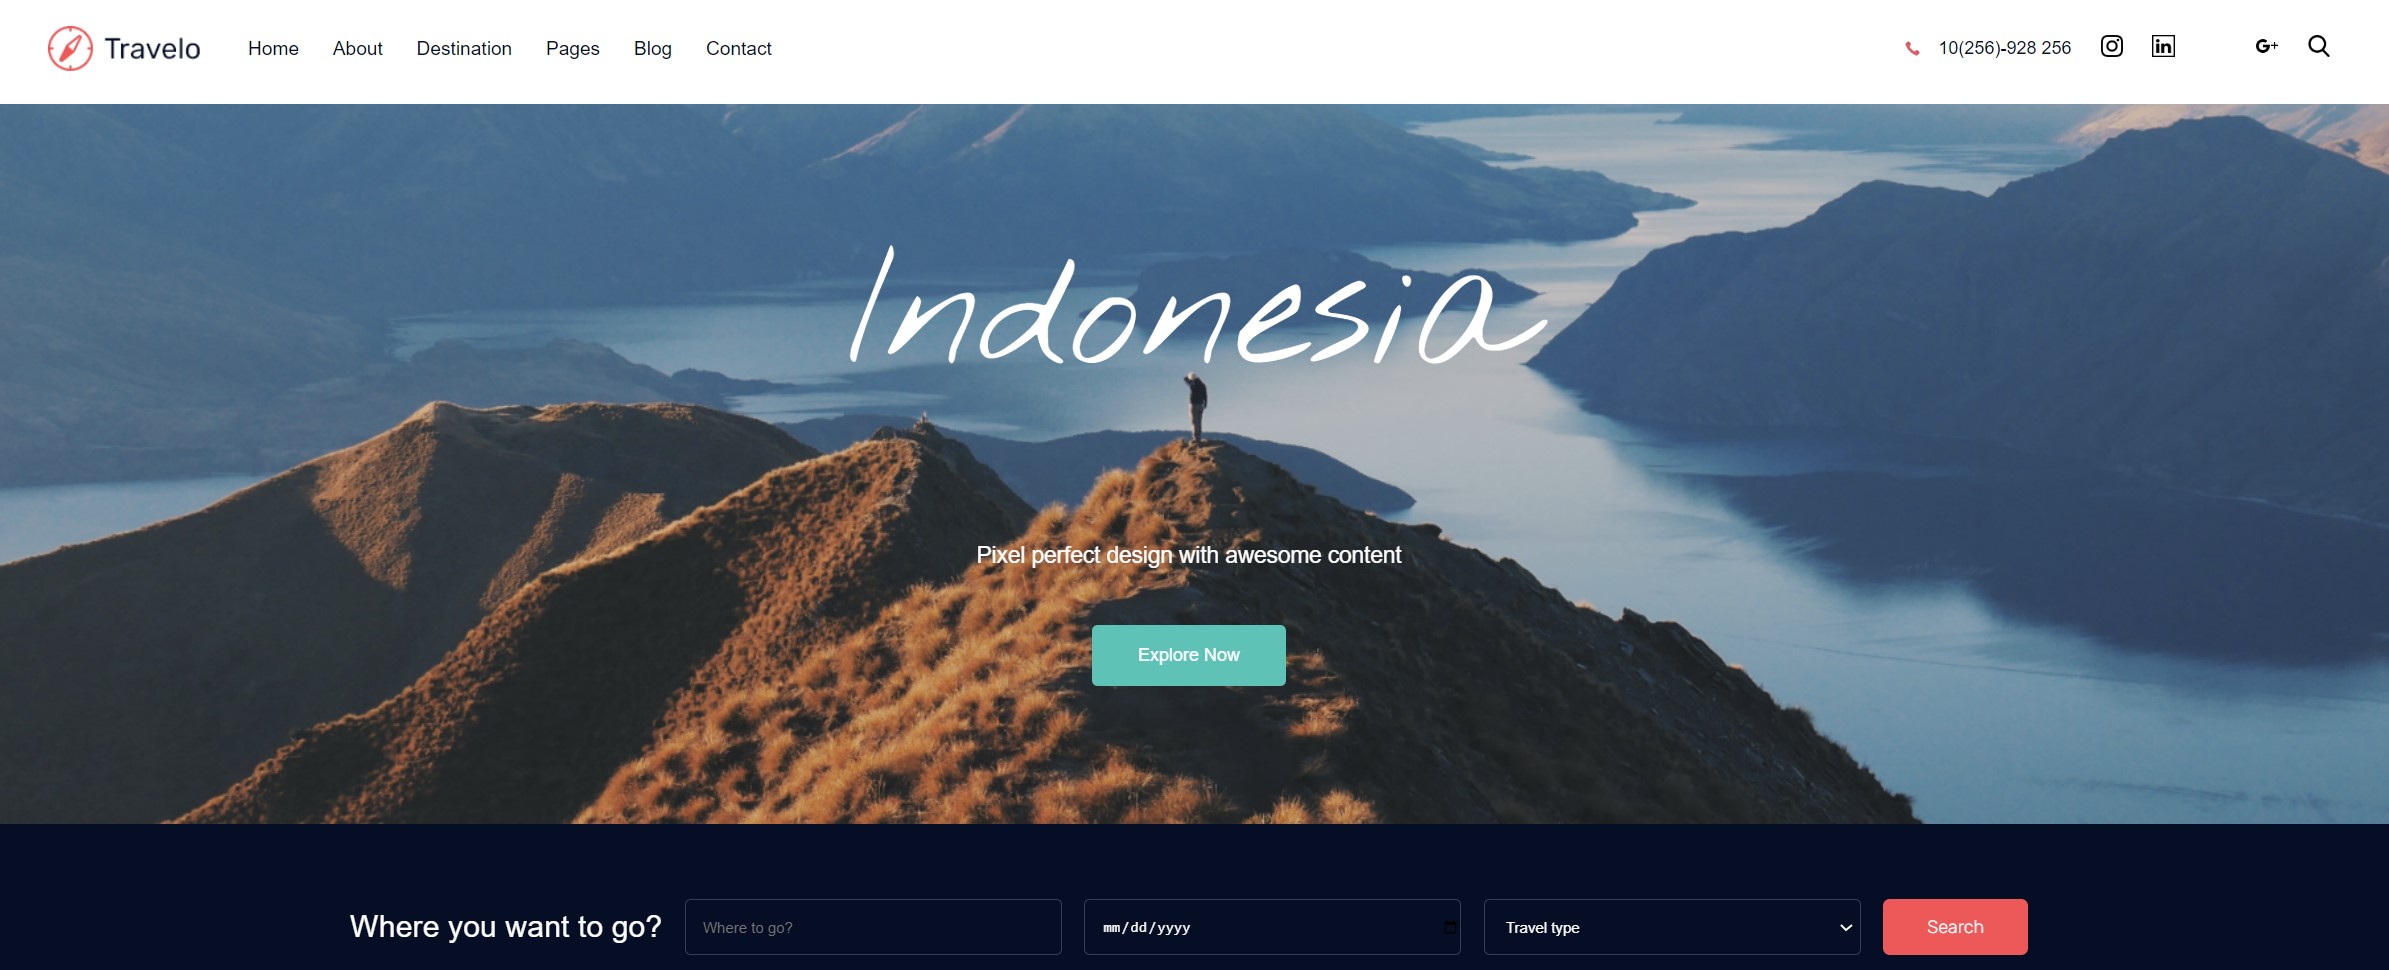 Travelo Home About Destination Pages Blog Contact 10(256)-928 256 in G+
Indonesia
Pixel perfect design with awesome content
Explore Now
Where you want to go? Where to go? mm/dd/yyyy Travel type Search